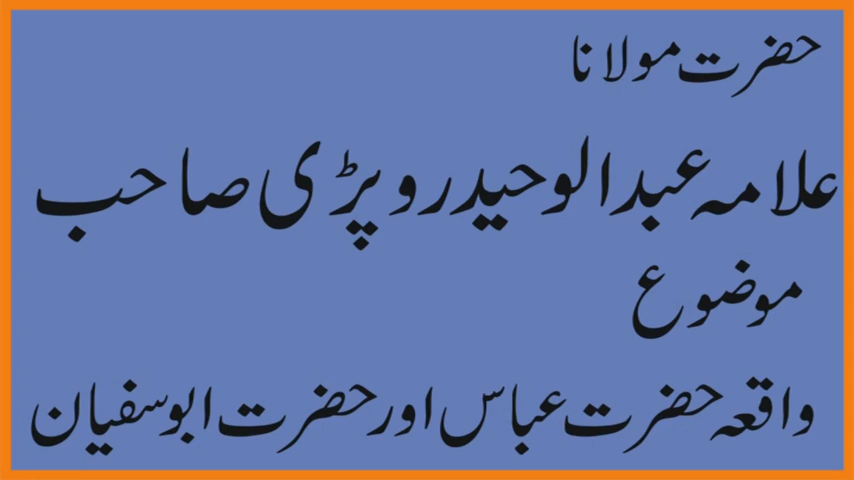 حضرت مولانا
علامہ عبدالوحید روپڑی صاحب
موضوع
واقعہ حضرت عباس اور حضرت ابوسفیان